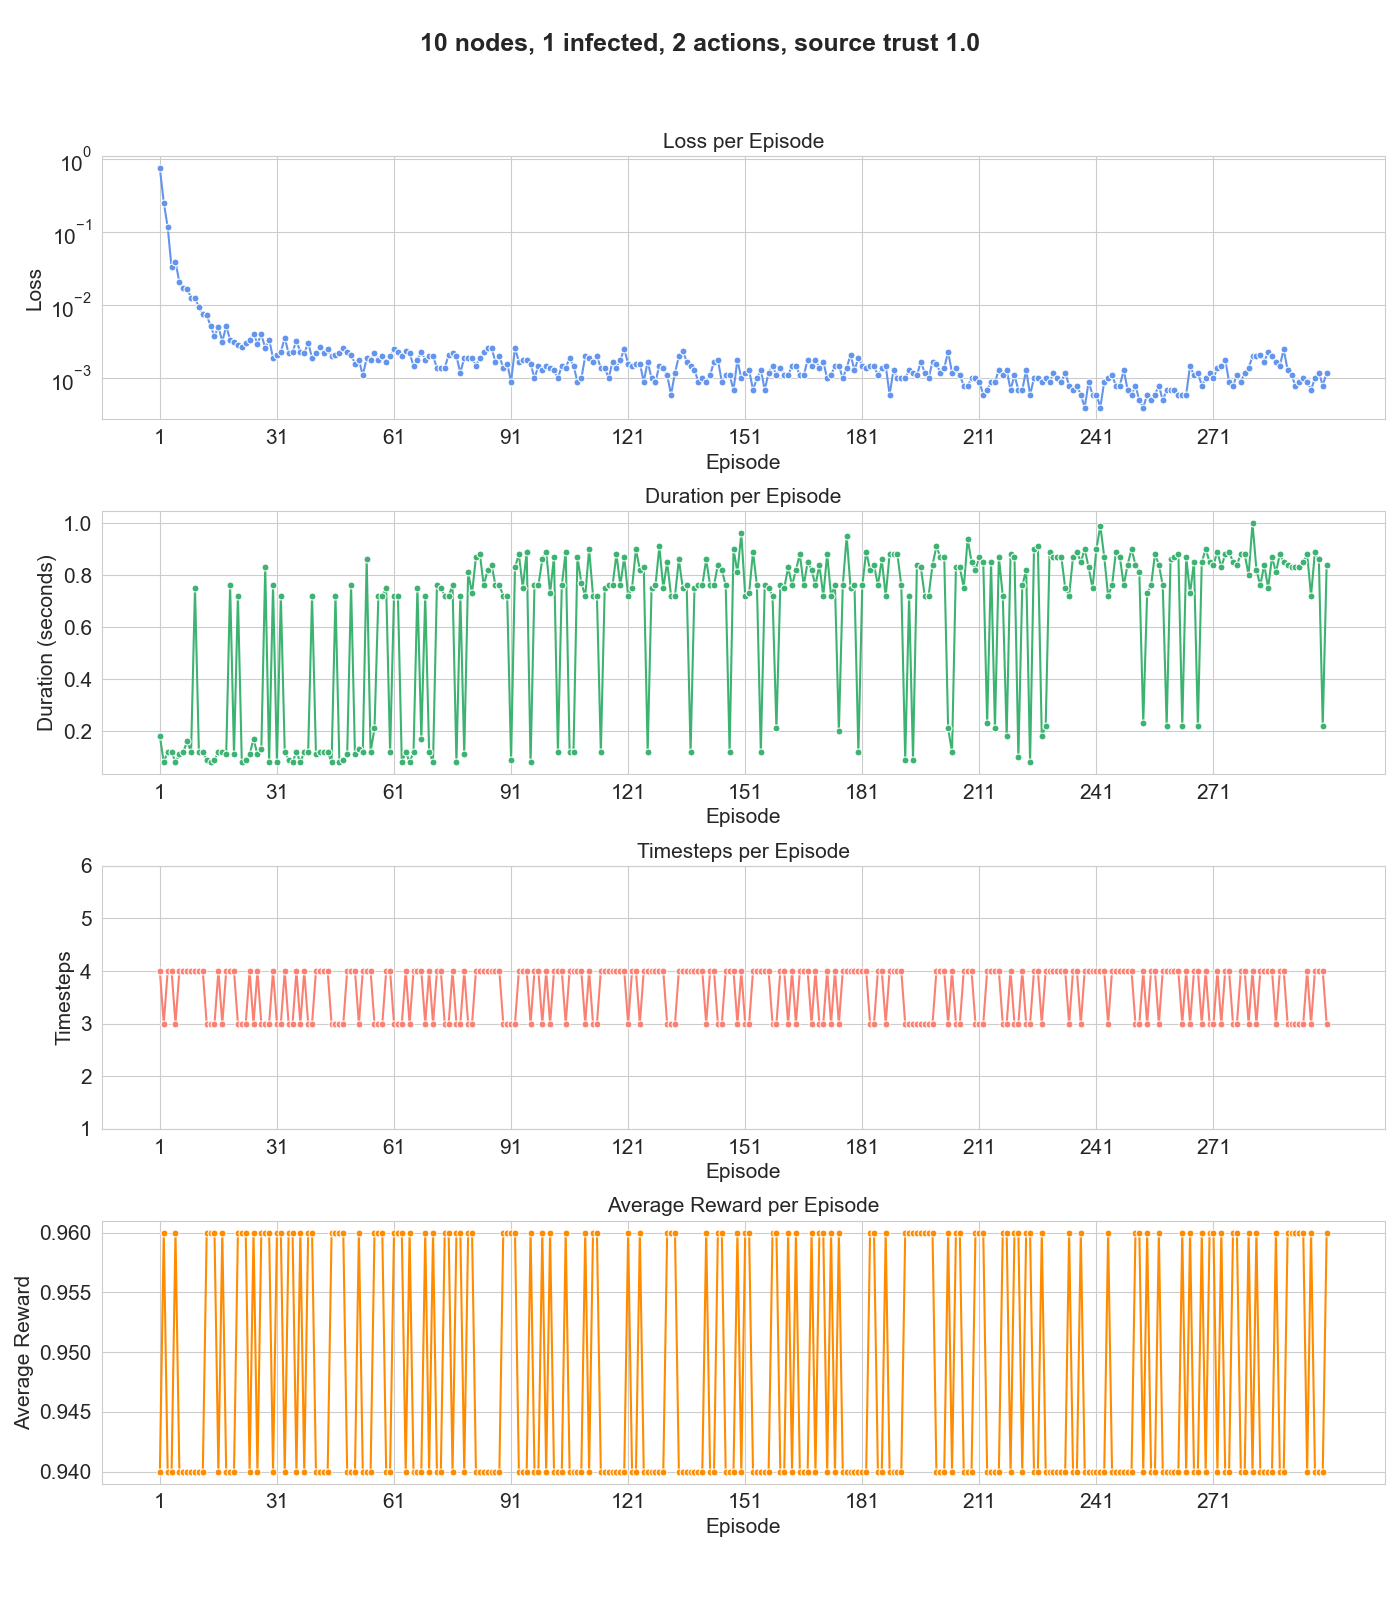 10 nodes, 1 infected, 2 actions, source trust 1.0
Loss per Episode
Loss
10^0
10^−1
10^−2
10^−3
1 31 61 91 121 151 181 211 241 271
Episode
Duration per Episode
Duration (seconds)
1.0
0.8
0.6
0.4
0.2
1 31 61 91 121 151 181 211 241 271
Episode
Timesteps per Episode
Timesteps
6
5
4
3
2
1
1 31 61 91 121 151 181 211 241 271
Episode
Average Reward per Episode
Average Reward
0.960
0.955
0.950
0.945
0.940
1 31 61 91 121 151 181 211 241 271
Episode